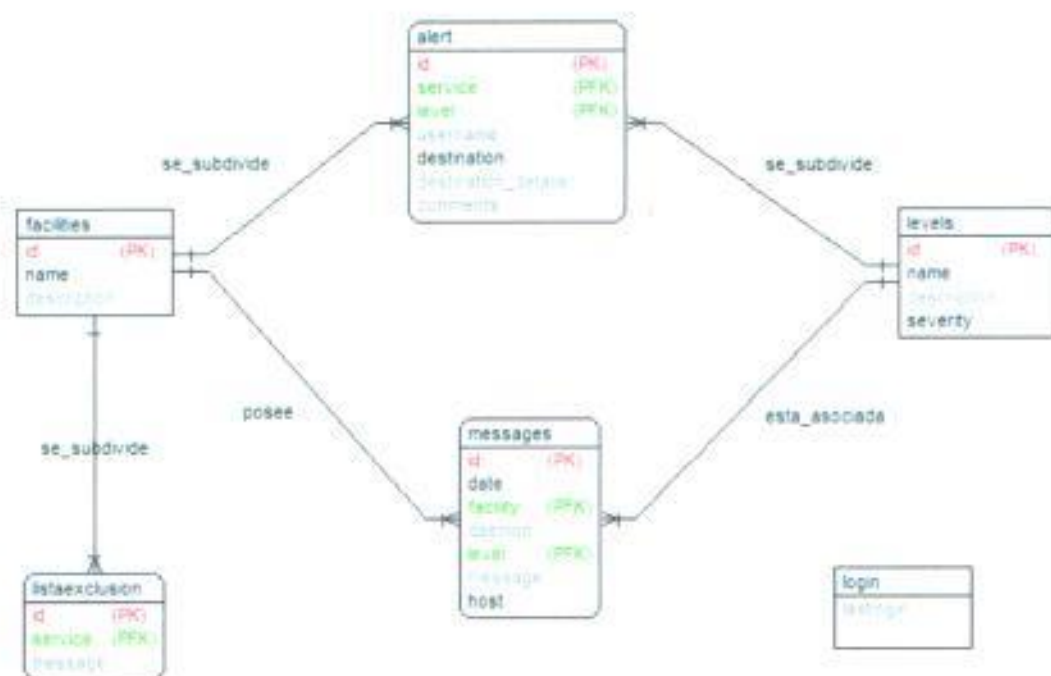 alert
id (PK)
service (PFK)
level (PFK)
username
destination
comments
se_subdivide
se_subdivide
facilities
id (PK)
name
description
levels
id (PK)
name
description
severity
posee
esta_asociada
se_subdivide
messages
id (PK)
date
facility (PFK)
level (PFK)
message
host
listaexclusion
id (PK)
service (PFK)
message
login